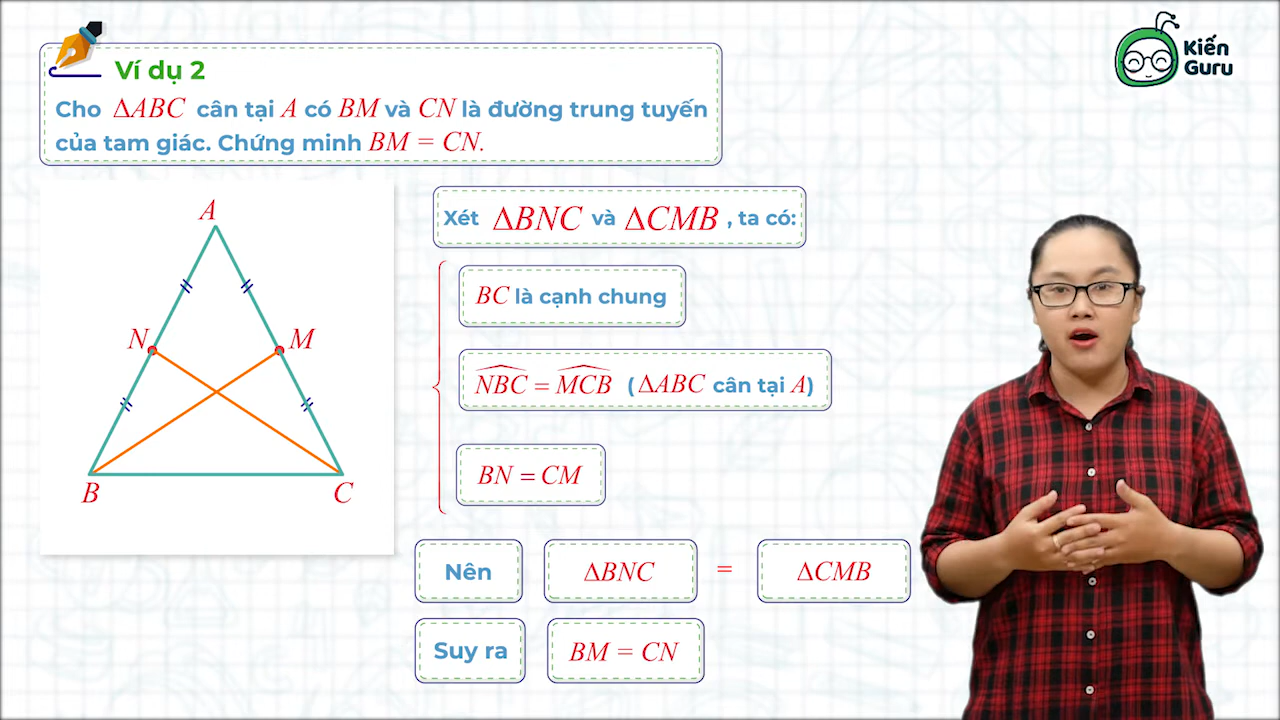 Ví dụ 2
Cho ΔABC cân tại A có BM và CN là đường trung tuyến
của tam giác. Chứng minh BM = CN.
Kiến
Guru
A
N
M
B
C
Xét ΔBNC và ΔCMB , ta có:
BC là cạnh chung
\widehat{NBC} = \widehat{MCB} (ΔABC cân tại A)
BN = CM
Nên ΔBNC = ΔCMB
Suy ra BM = CN